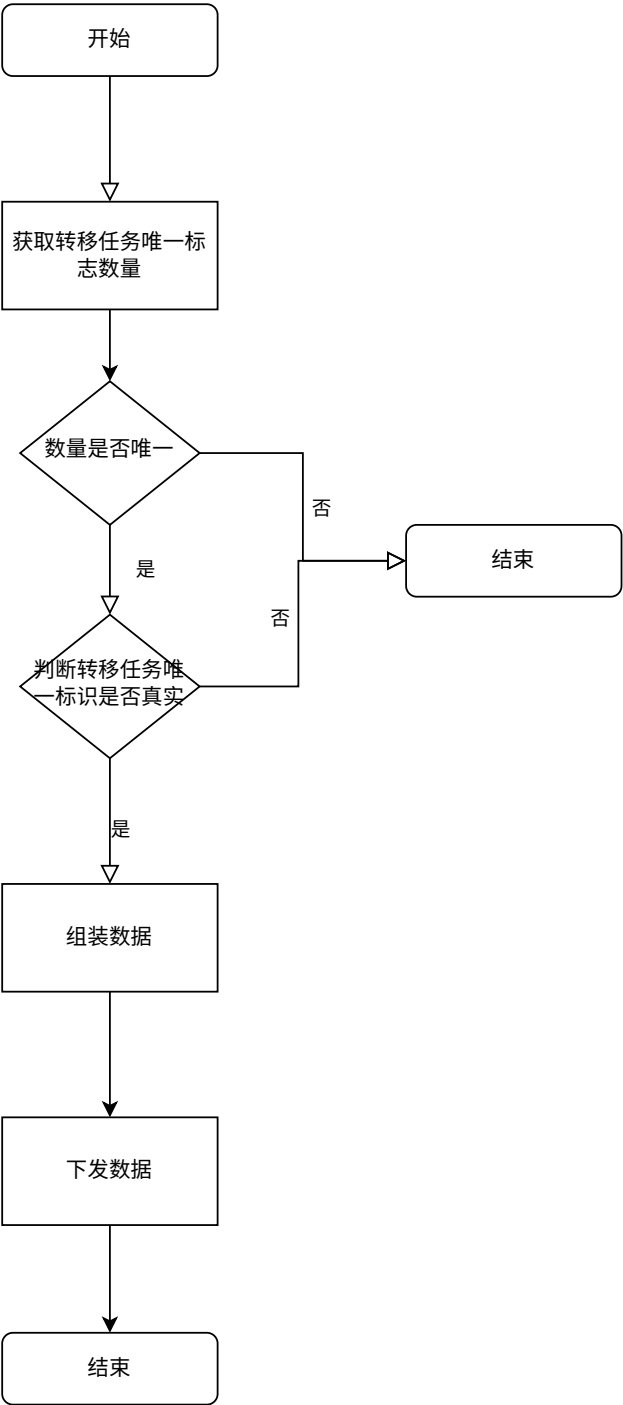 开始
获取转移任务唯一标
志数量
数量是否唯一
否
结束
是
否
判断转移任务唯
一标识是否真实
是
组装数据
下发数据
结束